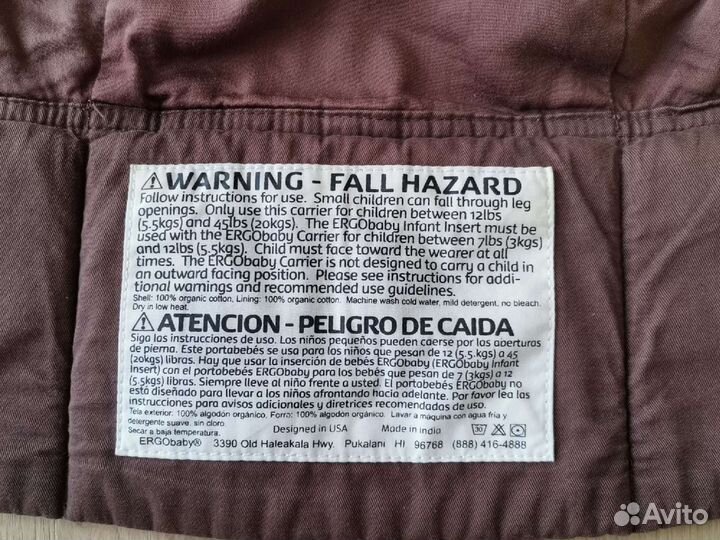 WARNING - FALL HAZARD
Follow instructions for use. Small children can fall through leg
openings. Only use this carrier for children between 12lbs
(5.5kgs) and 45lbs (20kgs). The ERGObaby Infant Insert must be
used with the ERGObaby Carrier for children between 7lbs (3kgs)
and 12lbs (5.5kgs). Child must face toward the wearer at all
times. The ERGObaby Carrier is not designed to carry a child in
an outward facing position. Please see instructions for addi-
tional warnings and recommended use guidelines.
Shell: 100% organic cotton, Lining: 100% organic cotton. Machine wash cold water, mild detergent, no bleach.
Dry in low heat.
ATENCION - PELIGRO DE CAIDA
Siga las instrucciones de uso. Los niños pequeños pueden caerse por las aberturas
de pierna. Este portabebés se usa para los niños que pesan de 12 (5.5kgs) a 45
(20kgs) libras. Hay que usar la inserción de bebés ERGObaby (ERGObaby Infant
Insert) con el portabebés ERGObaby para los bebés que pesan de 7 (3kgs) a 12
(5.5kgs) libras. Siempre lleve al niño frente a usted. El portabebés ERGObaby no
está diseñado para llevar a los niños afrontando hacia adelante. Por favor lea las
instrucciones para avisos adicionales y diretrices recomendados de uso.
Tela exterior: 100% algodón orgánico. Forro: 100% algodón orgánico. Lavar a máquina con agua fria y
detergente suave, sin cloro.
Secar a baja temperatura. Designed in USA Made in India 30
ERGObaby® 3390 Old Haleakala Hwy. Pukalani HI 96768 (888) 416-4888
Avito